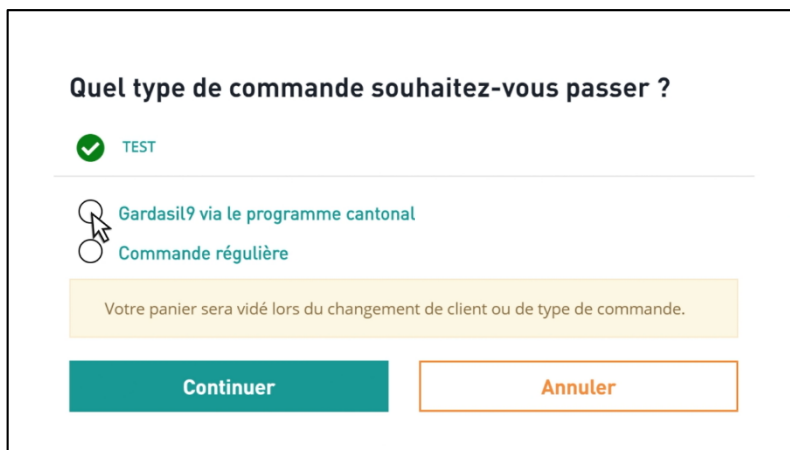 Quel type de commande souhaitez-vous passer ?
TEST
Gardasil9 via le programme cantonal
Commande régulière
Votre panier sera vidé lors du changement de client ou de type de commande.
Continuer
Annuler